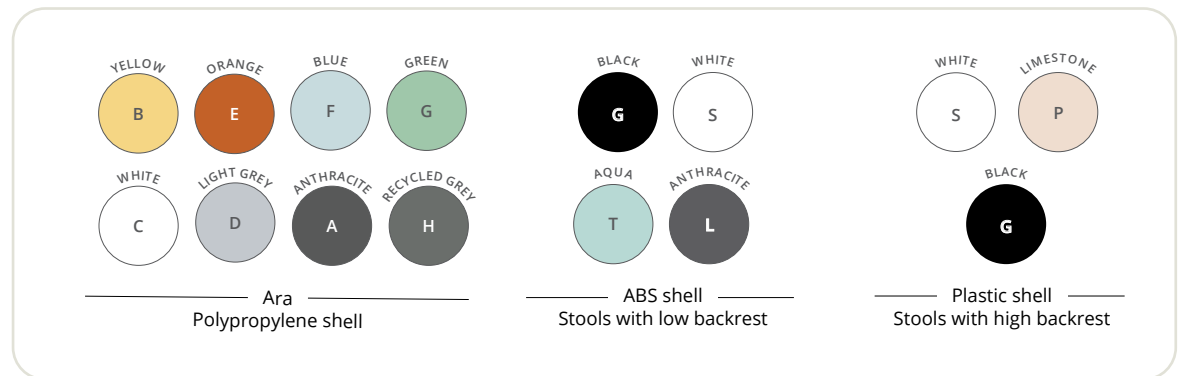 YELLOW
B
ORANGE
E
BLUE
F
GREEN
G
WHITE
C
LIGHT GREY
D
ANTHRACITE
A
RECYCLED GREY
H
Ara
Polypropylene shell
BLACK
G
WHITE
S
AQUA
T
ANTHRACITE
L
ABS shell
Stools with low backrest
WHITE
S
LIMESTONE
P
BLACK
G
Plastic shell
Stools with high backrest